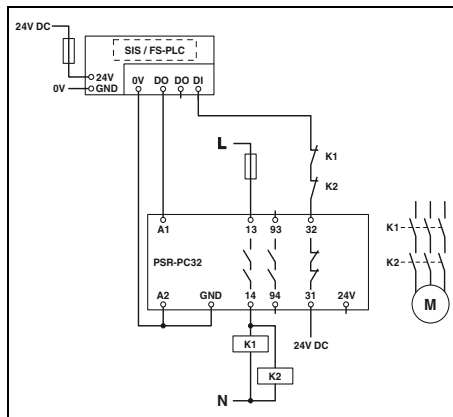 24V DC
SIS / FS-PLC
24V
0V DO DO DI
0V
GND
L
K1
K2
A1 13 93 32
K1
PSR-PC32
K2
A2 GND 14 94 31 24V
M
K1
24V DC
K2
N